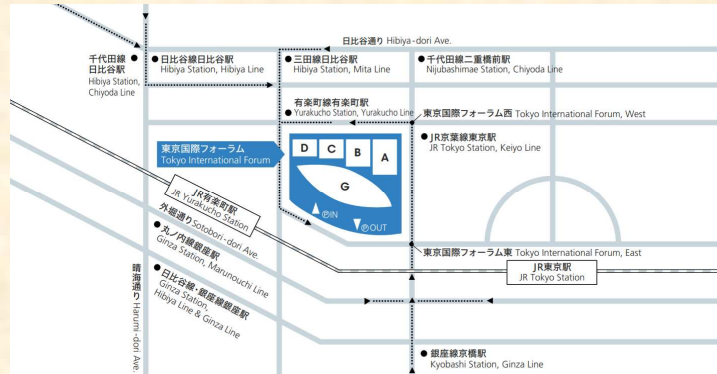 日比谷通り Hibiya-dori Ave.
千代田線
日比谷駅
Hibiya Station,
Chiyoda Line
日比谷線日比谷駅
Hibiya Station, Hibiya Line
三田線日比谷駅
Hibiya Station, Mita Line
千代田線二重橋前駅
Nijubashimae Station, Chiyoda Line
有楽町線有楽町駅
Yurakucho Station, Yurakucho Line
東京国際フォーラム西 Tokyo International Forum, West
東京国際フォーラム
Tokyo International Forum
D
C
B
A
G
JR京葉線東京駅
JR Tokyo Station, Keiyo Line
JR有楽町駅
JR Yurakucho Station
ⓅIN
ⓅOUT
外堀通り Sotobori-dori Ave.
丸ノ内線銀座駅
Ginza Station, Marunouchi Line
東京国際フォーラム東 Tokyo International Forum, East
JR東京駅
JR Tokyo Station
日比谷線・銀座線銀座駅
Ginza Station,
Hibiya Line & Ginza Line
晴海通り Harumi-dori Ave.
銀座線京橋駅
Kyobashi Station, Ginza Line